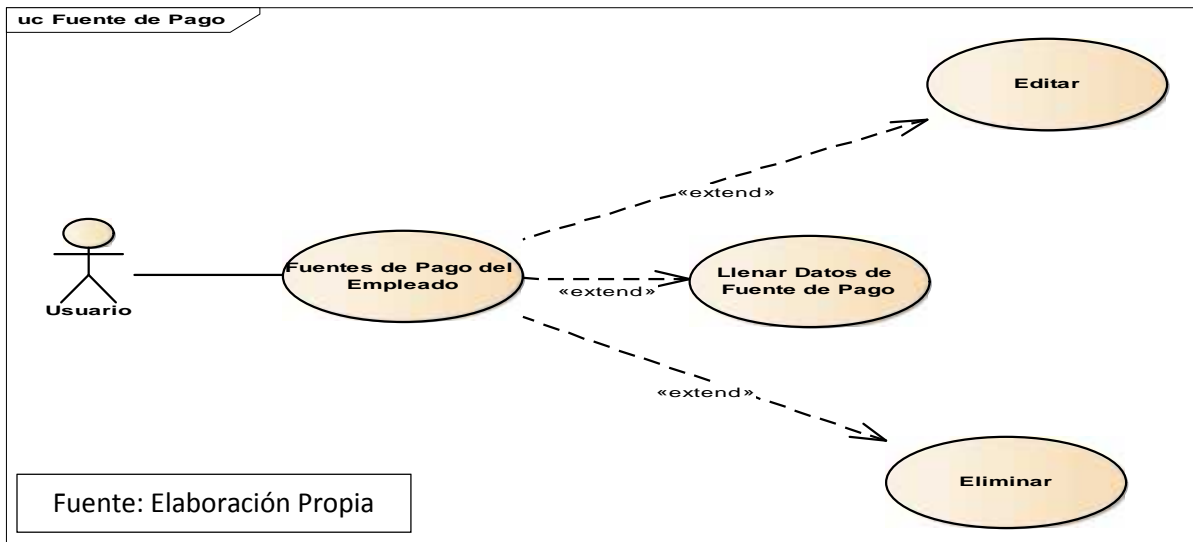 uc Fuente de Pago
Editar
«extend»
Fuentes de Pago del
Empleado
Llenar Datos de
Fuente de Pago
«extend»
Usuario
«extend»
Eliminar
Fuente: Elaboración Propia